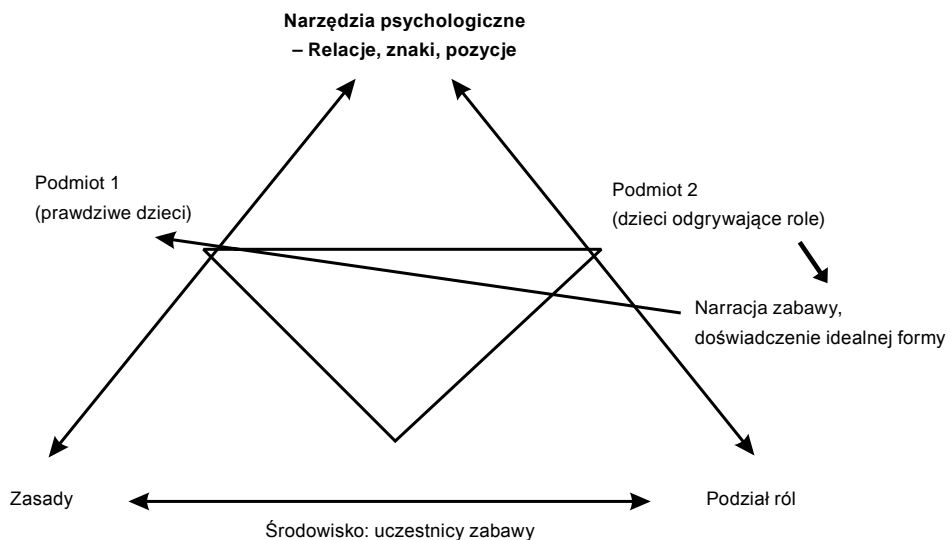 Narzędzia psychologiczne
– Relacje, znaki, pozycje
Podmiot 1
(prawdziwe dzieci)
Podmiot 2
(dzieci odgrywające role)
Narracja zabawy,
doświadczenie idealnej formy
Zasady
Podział ról
Środowisko: uczestnicy zabawy